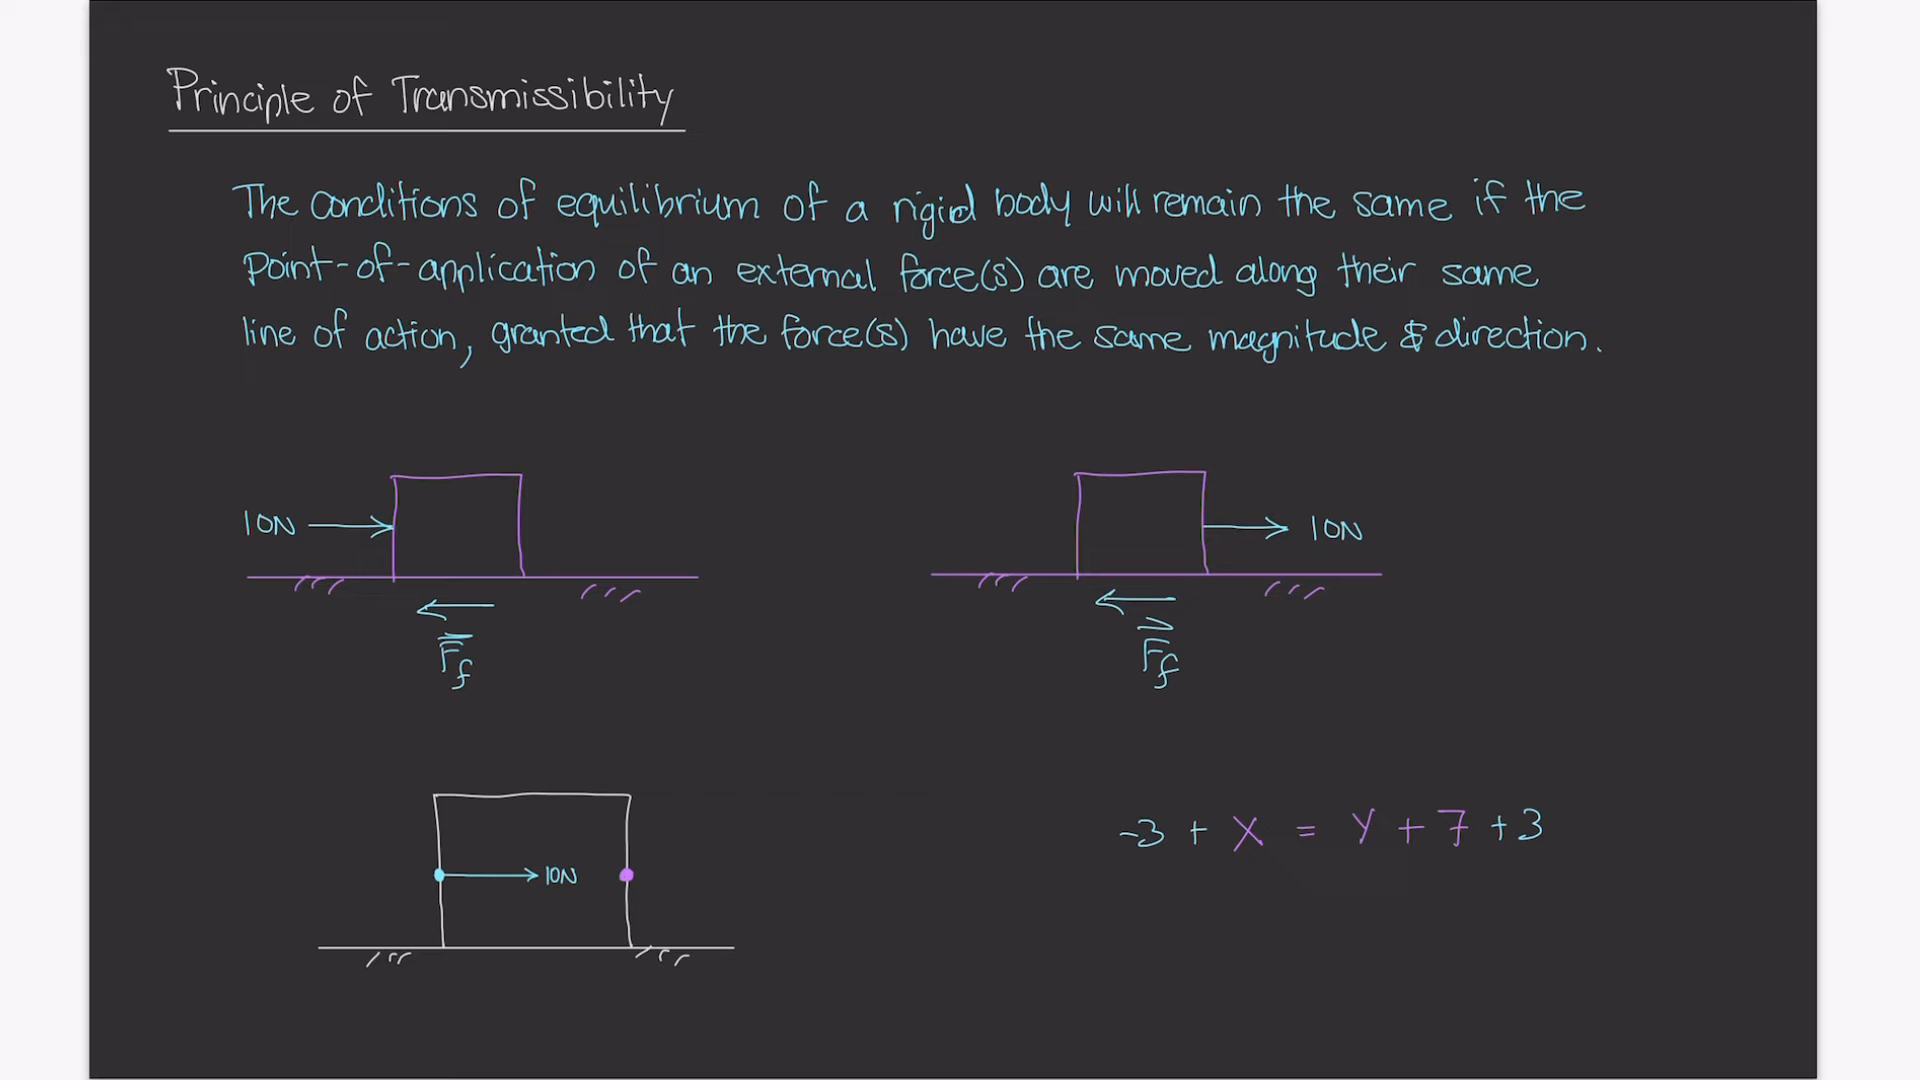 Principle of Transmissibility
The conditions of equilibrium of a rigid body will remain the same if the
Point-of-application of an external force(s) are moved along their same
line of action, granted that the force(s) have the same magnitude & direction.
10N
10N
F⃗f
F⃗f
10N
-3 + X = Y + 7 + 3